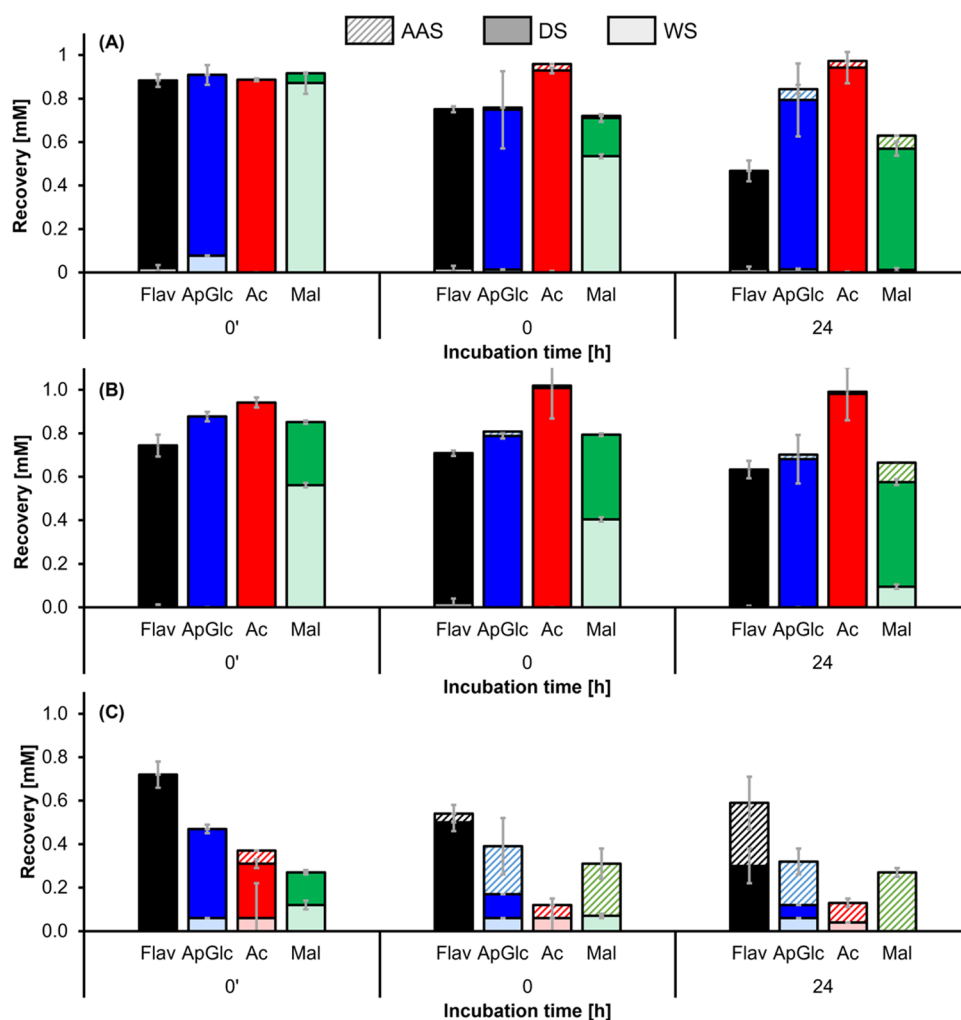 AAS DS WS
(A)
Recovery [mM]
1
0.8
0.6
0.4
0.2
0
Flav ApGlc Ac Mal Flav ApGlc Ac Mal Flav ApGlc Ac Mal
0' 0 24
Incubation time [h]
(B)
Recovery [mM]
1.0
0.8
0.6
0.4
0.2
0.0
Flav ApGlc Ac Mal Flav ApGlc Ac Mal Flav ApGlc Ac Mal
0' 0 24
Incubation time [h]
(C)
Recovery [mM]
1.0
0.8
0.6
0.4
0.2
0.0
Flav ApGlc Ac Mal Flav ApGlc Ac Mal Flav ApGlc Ac Mal
0' 0 24
Incubation time [h]